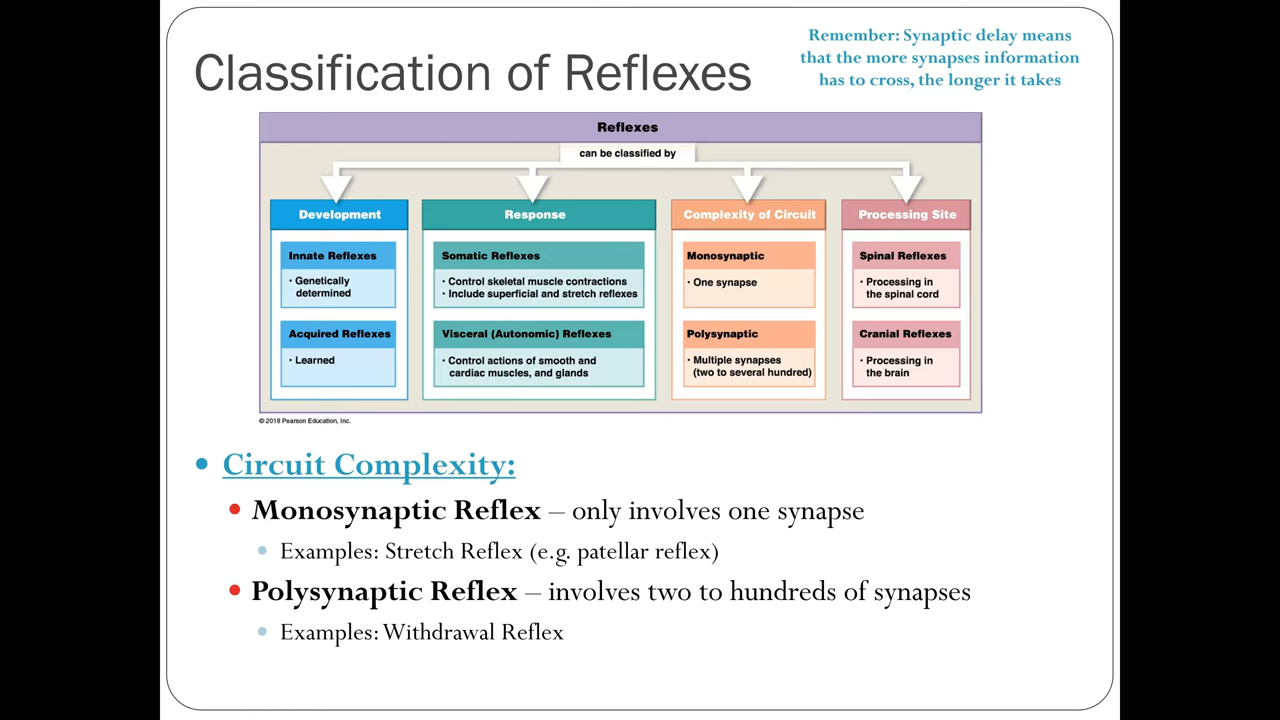 Classification of Reflexes
Remember: Synaptic delay means
that the more synapses information
has to cross, the longer it takes
Reflexes
can be classified by
Development
Innate Reflexes
• Genetically
determined
Acquired Reflexes
• Learned
Response
Somatic Reflexes
• Control skeletal muscle contractions
• Include superficial and stretch reflexes
Visceral (Autonomic) Reflexes
• Control actions of smooth and
cardiac muscles, and glands
Complexity of Circuit
Monosynaptic
• One synapse
Polysynaptic
• Multiple synapses
(two to several hundred)
Processing Site
Spinal Reflexes
• Processing in
the spinal cord
Cranial Reflexes
• Processing in
the brain
© 2018 Pearson Education, Inc.
• Circuit Complexity:
• Monosynaptic Reflex – only involves one synapse
• Examples: Stretch Reflex (e.g. patellar reflex)
• Polysynaptic Reflex – involves two to hundreds of synapses
• Examples: Withdrawal Reflex